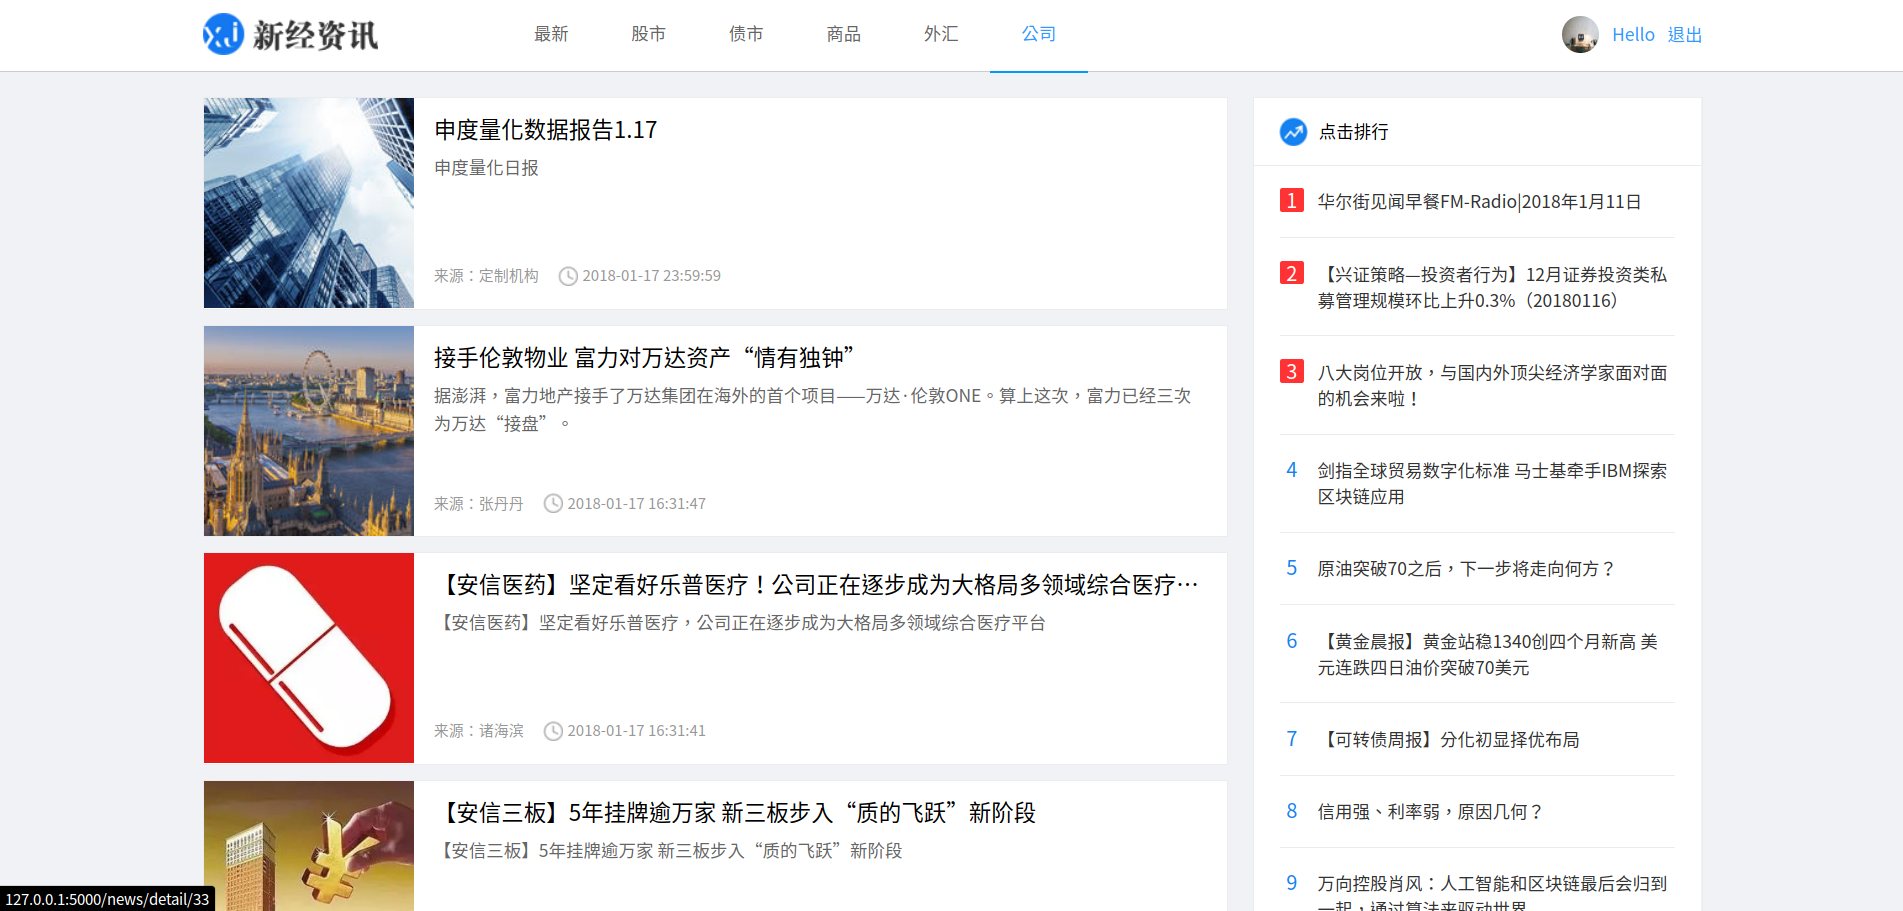 新经资讯
最新 股市 债市 商品 外汇 公司
Hello 退出
申度量化数据报告1.17
申度量化日报
来源：定制机构 2018-01-17 23:59:59
接手伦敦物业 富力对万达资产“情有独钟”
据澎湃，富力地产接手了万达集团在海外的首个项目——万达·伦敦ONE。算上这次，富力已经三次
为万达“接盘”。
来源：张丹丹 2018-01-17 16:31:47
【安信医药】坚定看好乐普医疗！公司正在逐步成为大格局多领域综合医疗…
【安信医药】坚定看好乐普医疗，公司正在逐步成为大格局多领域综合医疗平台
来源：诸海滨 2018-01-17 16:31:41
【安信三板】5年挂牌逾万家 新三板步入“质的飞跃”新阶段
【安信三板】5年挂牌逾万家 新三板步入“质的飞跃”新阶段
点击排行
1 华尔街见闻早餐FM-Radio|2018年1月11日
2 【兴证策略—投资者行为】12月证券投资类私
募管理规模环比上升0.3%（20180116）
3 八大岗位开放，与国内外顶尖经济学家面对面
的机会来啦！
4 剑指全球贸易数字化标准 马士基牵手IBM探索
区块链应用
5 原油突破70之后，下一步将走向何方？
6 【黄金晨报】黄金站稳1340创四个月新高 美
元连跌四日油价突破70美元
7 【可转债周报】分化初显择优布局
8 信用强、利率弱，原因几何？
9 万向控股肖风：人工智能和区块链最后会归到
一起，通过算法来驱动世界
127.0.0.1:5000/news/detail/33